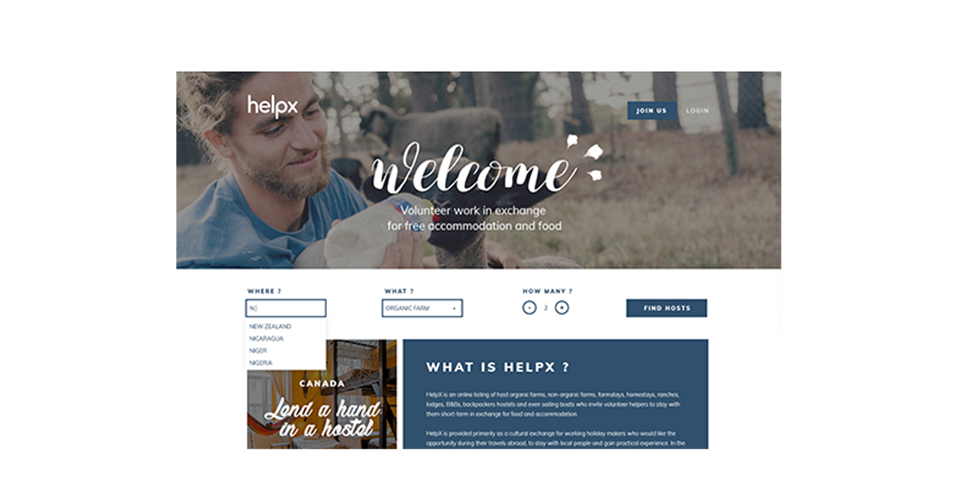 helpx
JOIN US
LOGIN
Welcome
Volunteer work in exchange
for free accommodation and food
WHERE ?
WHAT ?
HOW MANY ?
N|
ORGANIC FARM
- 2 +
FIND HOSTS
NEW ZEALAND
NICARAGUA
NIGER
NIGERIA
CANADA
Lend a hand
in a hostel
WHAT IS HELPX ?
HelpX is an online listing of host organic farms, non-organic farms, farmstays, homestays, ranches,
lodges, B&Bs, backpackers hostels and even sailing boats who invite volunteer helpers to stay with
them short-term in exchange for food and accommodation.
HelpX is provided primarily as a cultural exchange for working holiday makers who would like the
opportunity during their travels abroad, to stay with local people and gain practical experience. In the